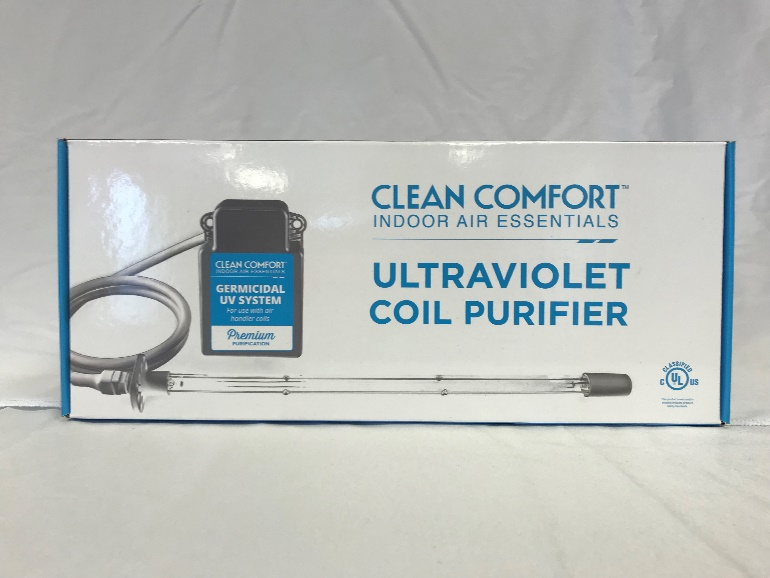 CLEAN COMFORT™
INDOOR AIR ESSENTIALS
ULTRAVIOLET
COIL PURIFIER
CLEAN COMFORT
INDOOR AIR ESSENTIALS
GERMICIDAL
UV SYSTEM
For use with air
handler coils
Premium
PURIFICATION
CLASSIFIED
C UL US